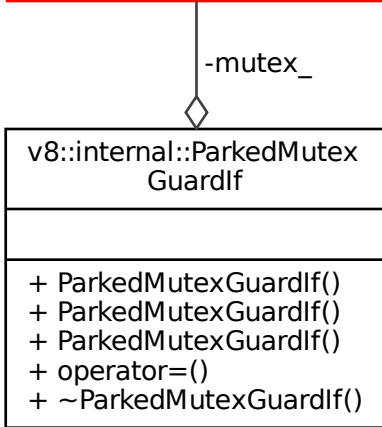 -mutex_
v8::internal::ParkedMutex
GuardIf
+ ParkedMutexGuardIf()
+ ParkedMutexGuardIf()
+ ParkedMutexGuardIf()
+ operator=()
+ ~ParkedMutexGuardIf()